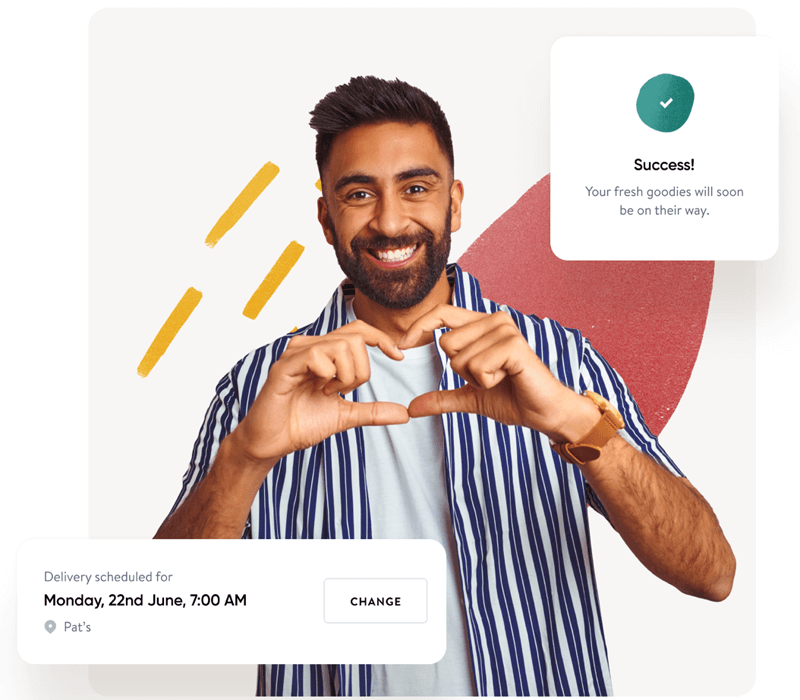 Success!
Your fresh goodies will soon
be on their way.
Delivery scheduled for
Monday, 22nd June, 7:00 AM
Pat's
CHANGE